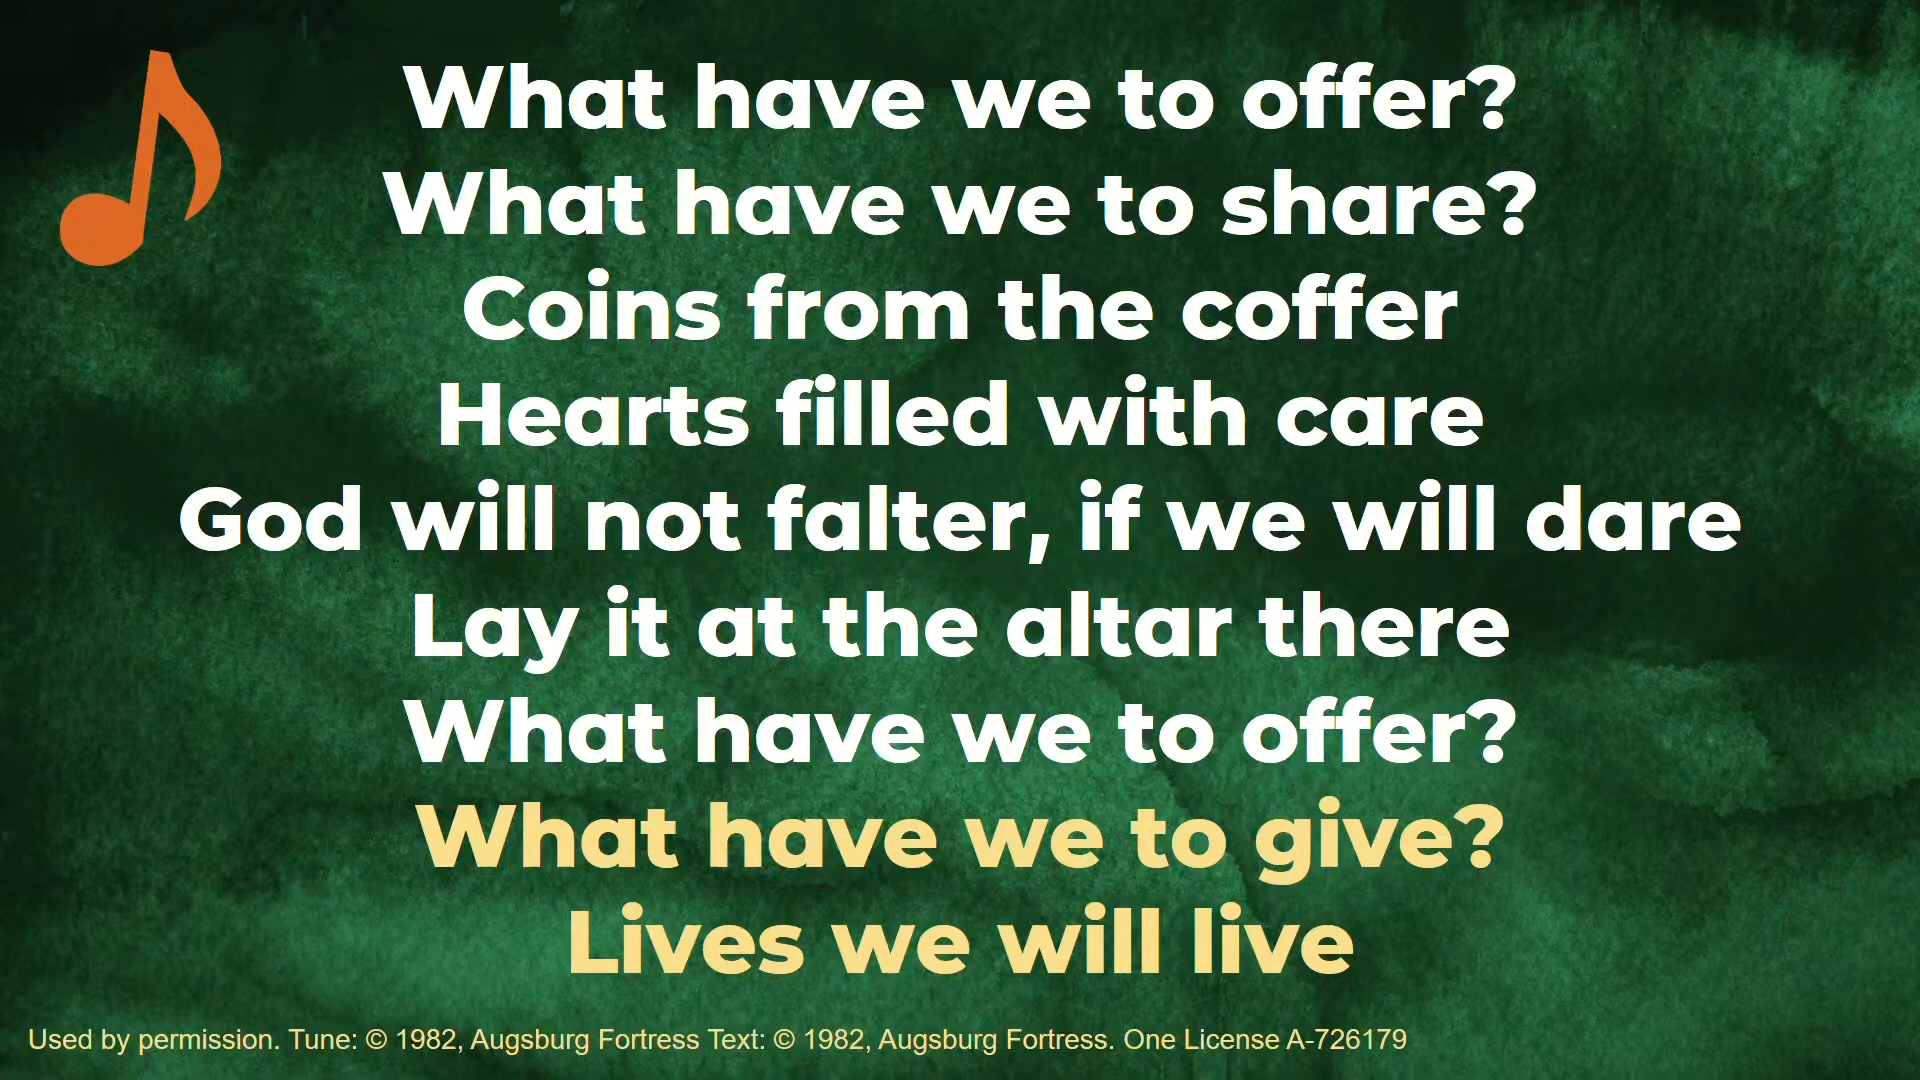 What have we to offer?
What have we to share?
Coins from the coffer
Hearts filled with care
God will not falter, if we will dare
Lay it at the altar there
What have we to offer?
What have we to give?
Lives we will live
Used by permission. Tune: © 1982, Augsburg Fortress Text: © 1982, Augsburg Fortress. One License A-726179